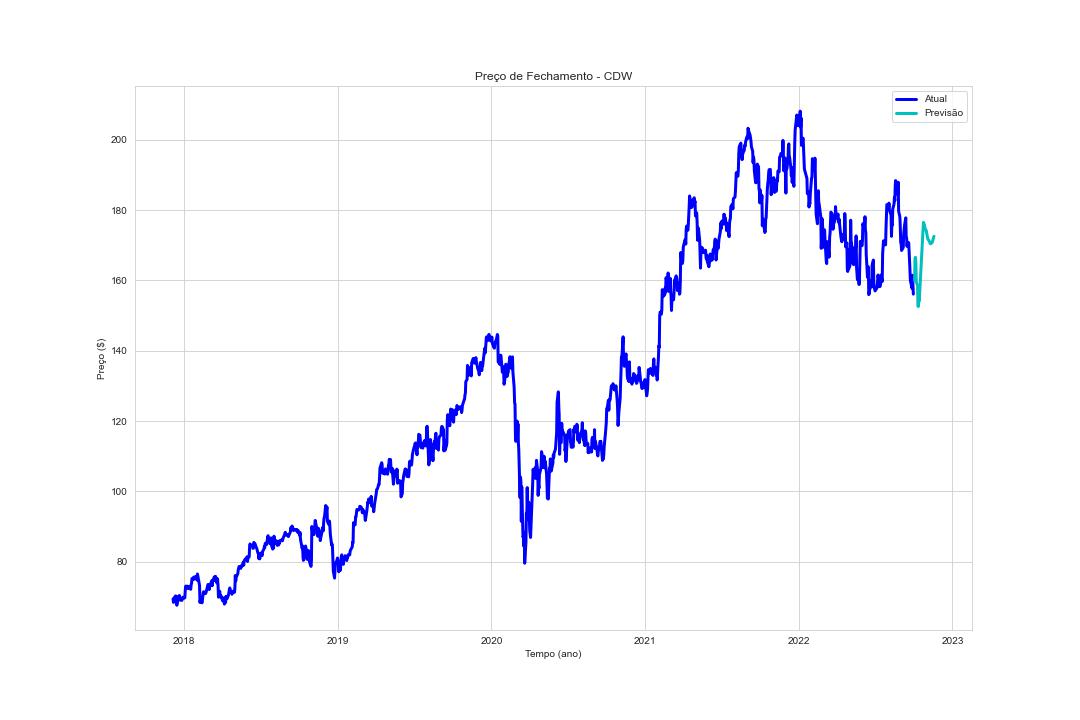 Preço de Fechamento - CDW
Atual
Previsão
200
180
160
140
120
100
80
Preço ($)
2018 2019 2020 2021 2022 2023
Tempo (ano)